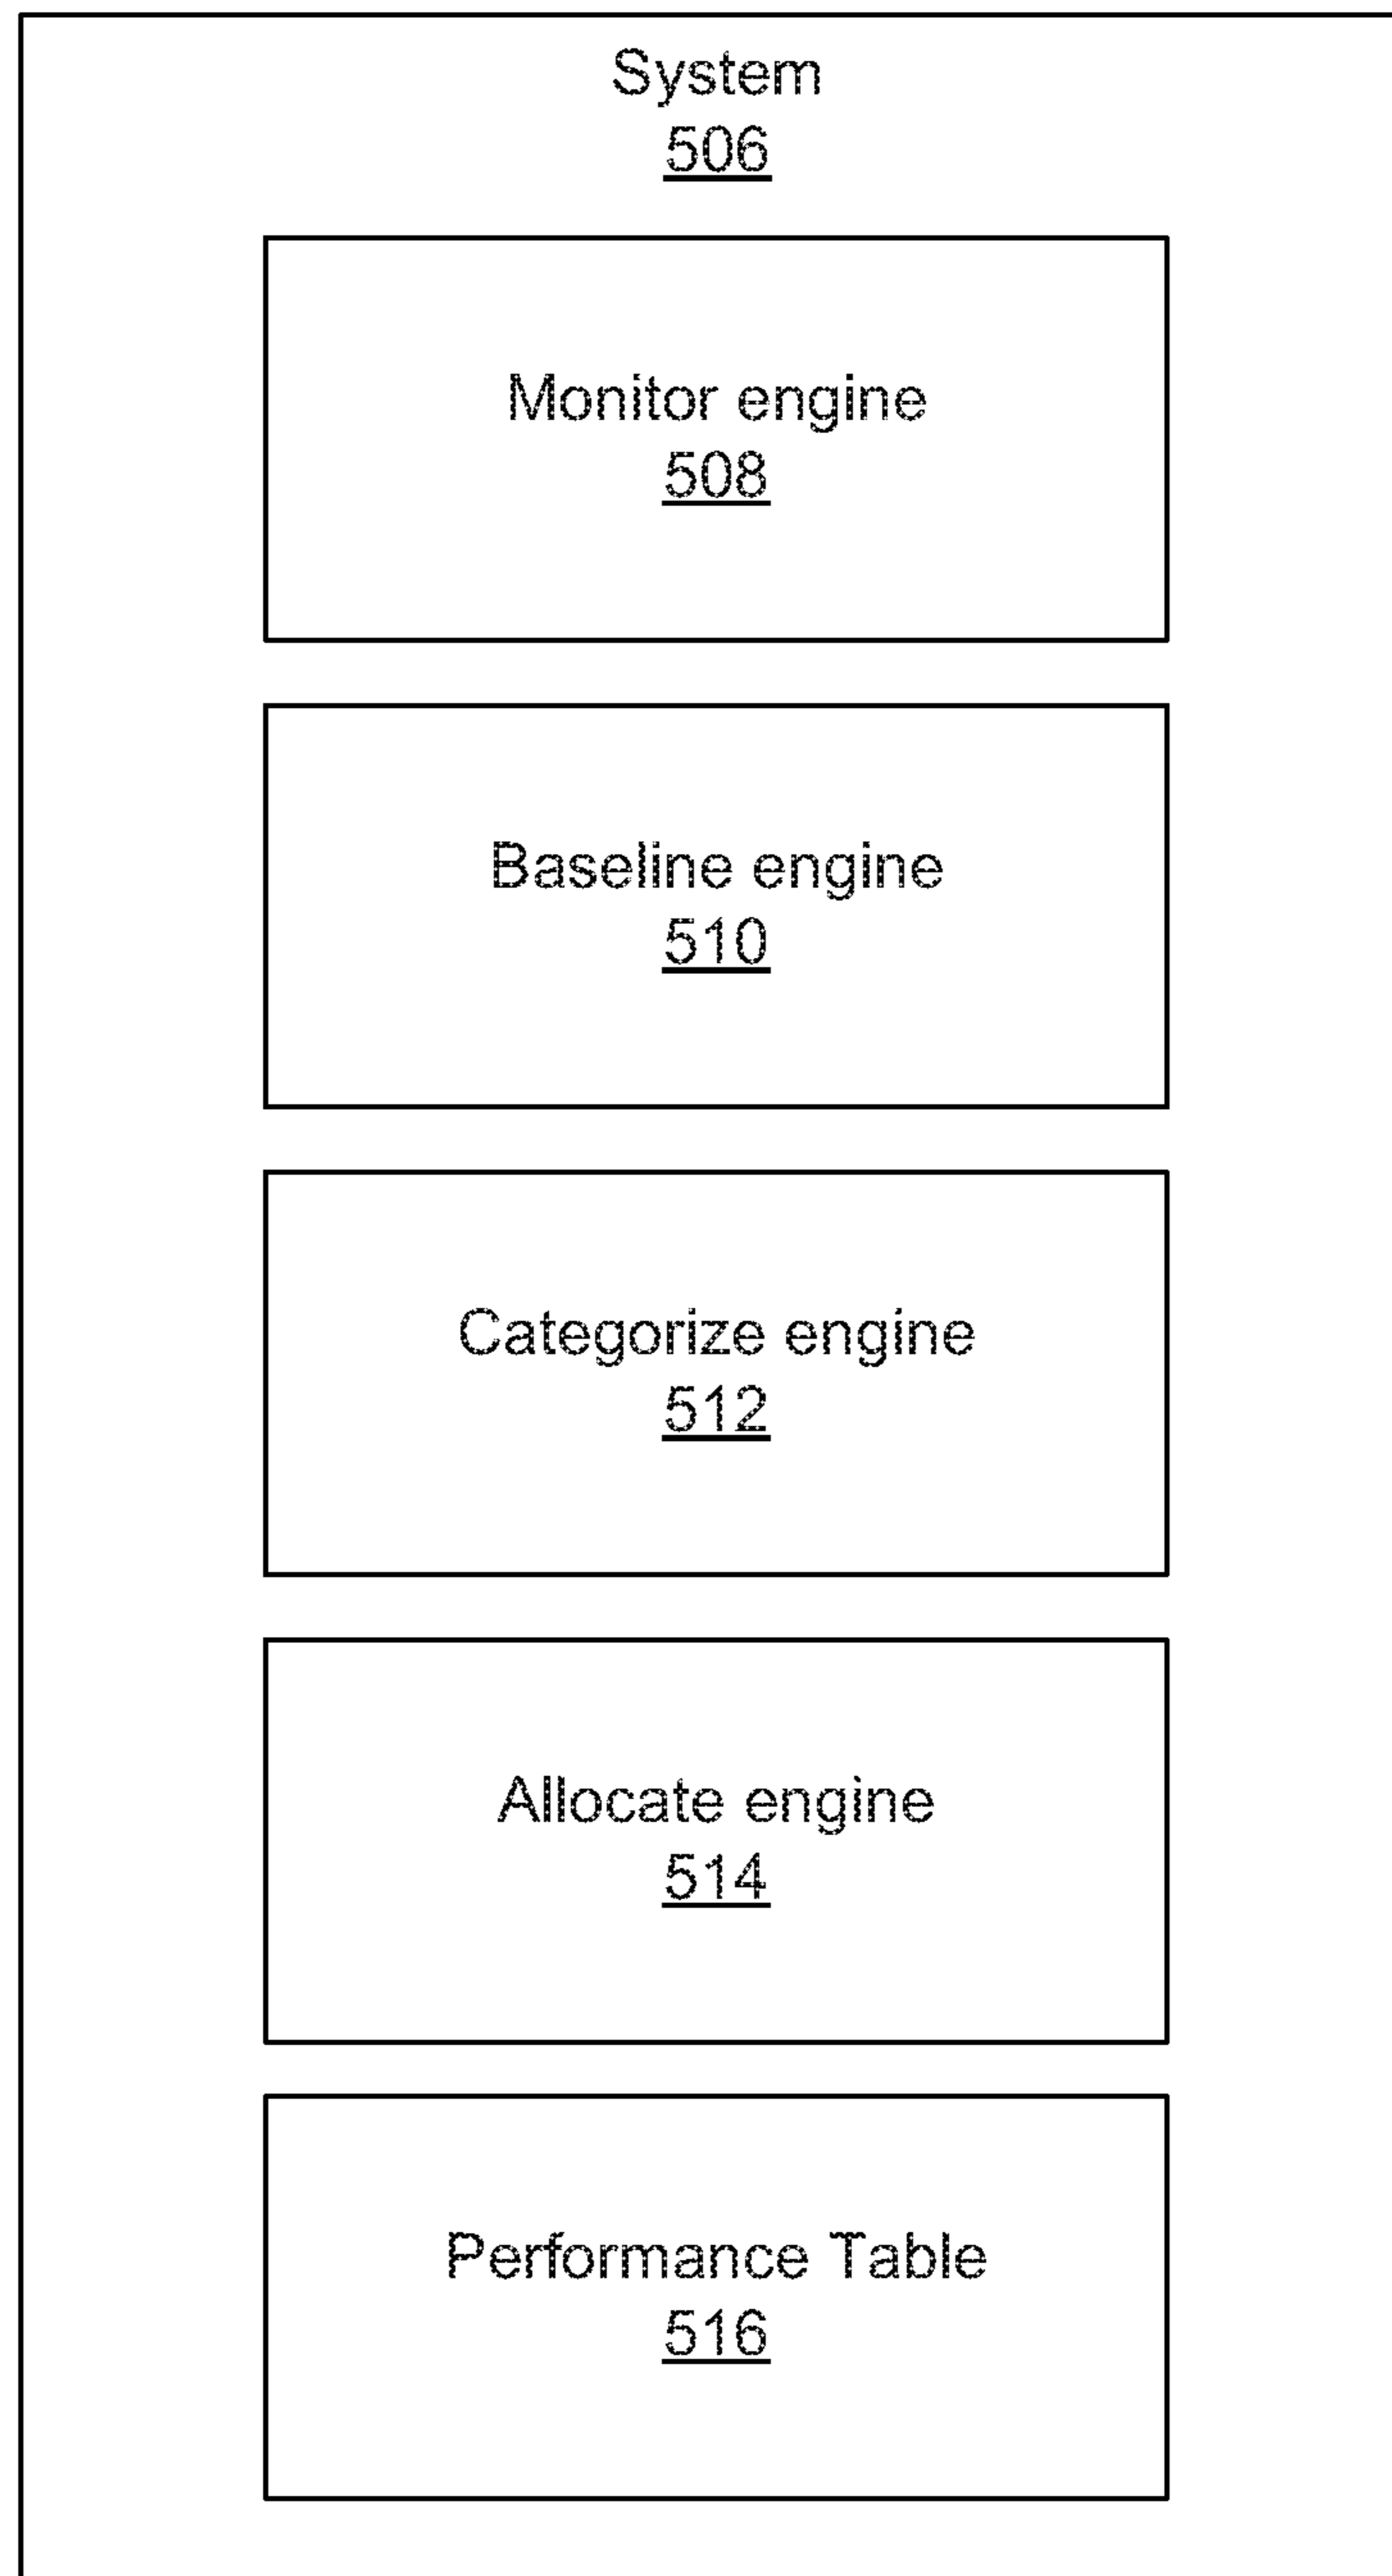 System
506
Monitor engine
508
Baseline engine
510
Categorize engine
512
Allocate engine
514
Performance Table
516